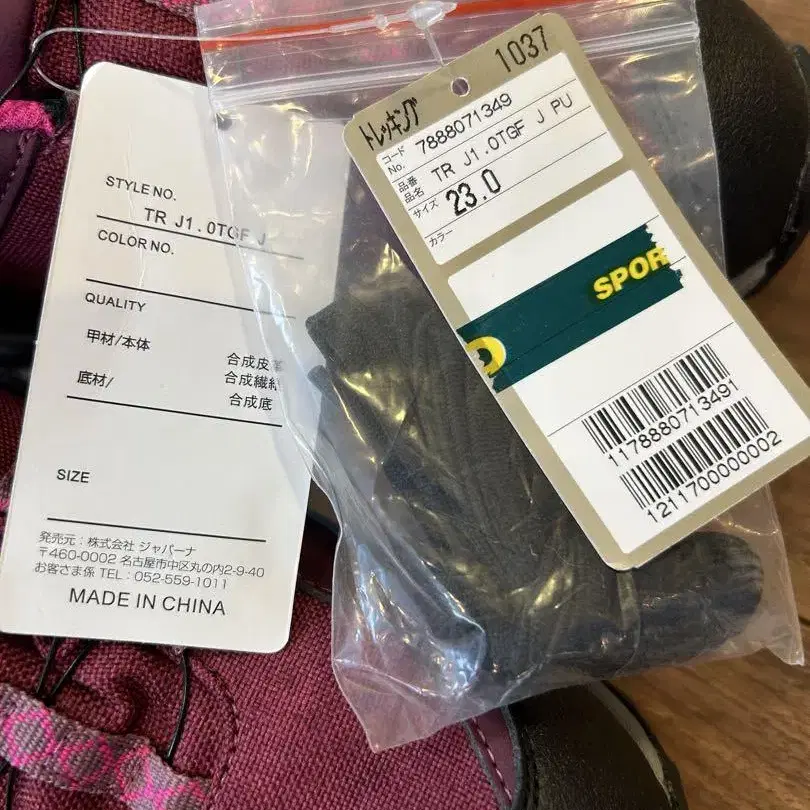 STYLE NO.
TR J1.0TGF J
COLOR NO.
QUALITY
甲材/本体
合成皮革
合成繊維
底材/
合成底
SIZE
発売元：株式会社 ジャパーナ
〒460-0002 名古屋市中区丸の内2-9-40
お客さま係 TEL：052-559-1011
MADE IN CHINA
トレッキング 1037
コードNo. 7888071349
品番
品名 TR J1.0TGF J PU
サイズ 23.0
カラー
SPOR
1178880713491
1211700000002